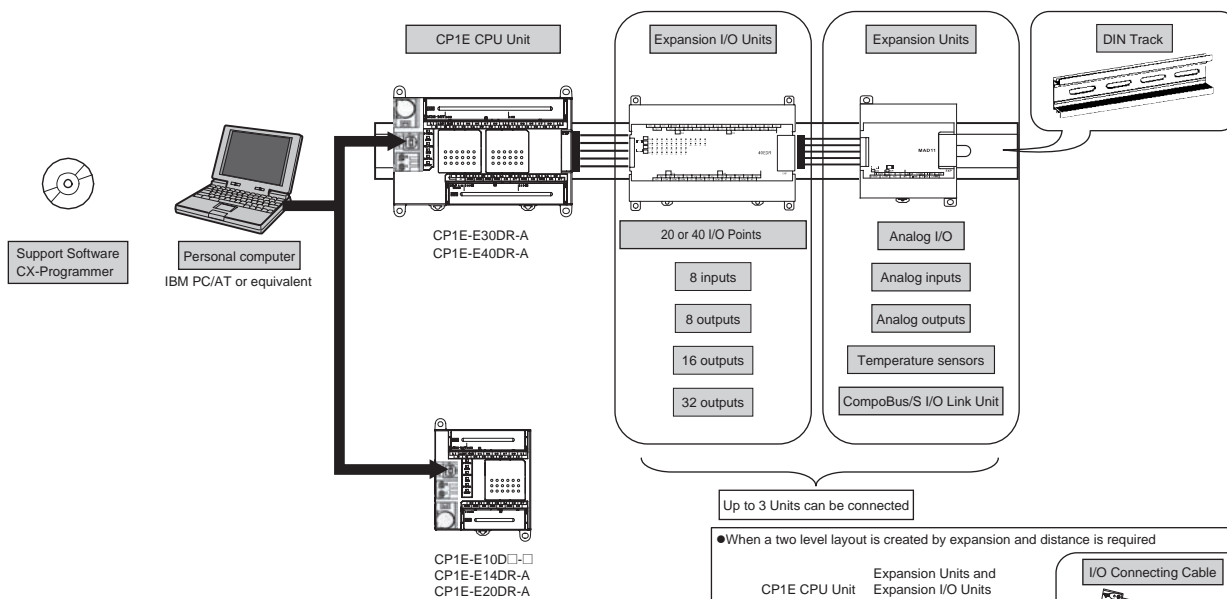 CP1E CPU Unit
Expansion I/O Units
Expansion Units
DIN Track
40EDR
MAD11
Support Software
CX-Programmer
Personal computer
IBM PC/AT or equivalent
CP1E-E30DR-A
CP1E-E40DR-A
20 or 40 I/O Points
8 inputs
8 outputs
16 outputs
32 outputs
Analog I/O
Analog inputs
Analog outputs
Temperature sensors
CompoBus/S I/O Link Unit
Up to 3 Units can be connected
CP1E-E10D□-□
CP1E-E14DR-A
CP1E-E20DR-A
●When a two level layout is created by expansion and distance is required
CP1E CPU Unit
Expansion Units and
Expansion I/O Units
I/O Connecting Cable